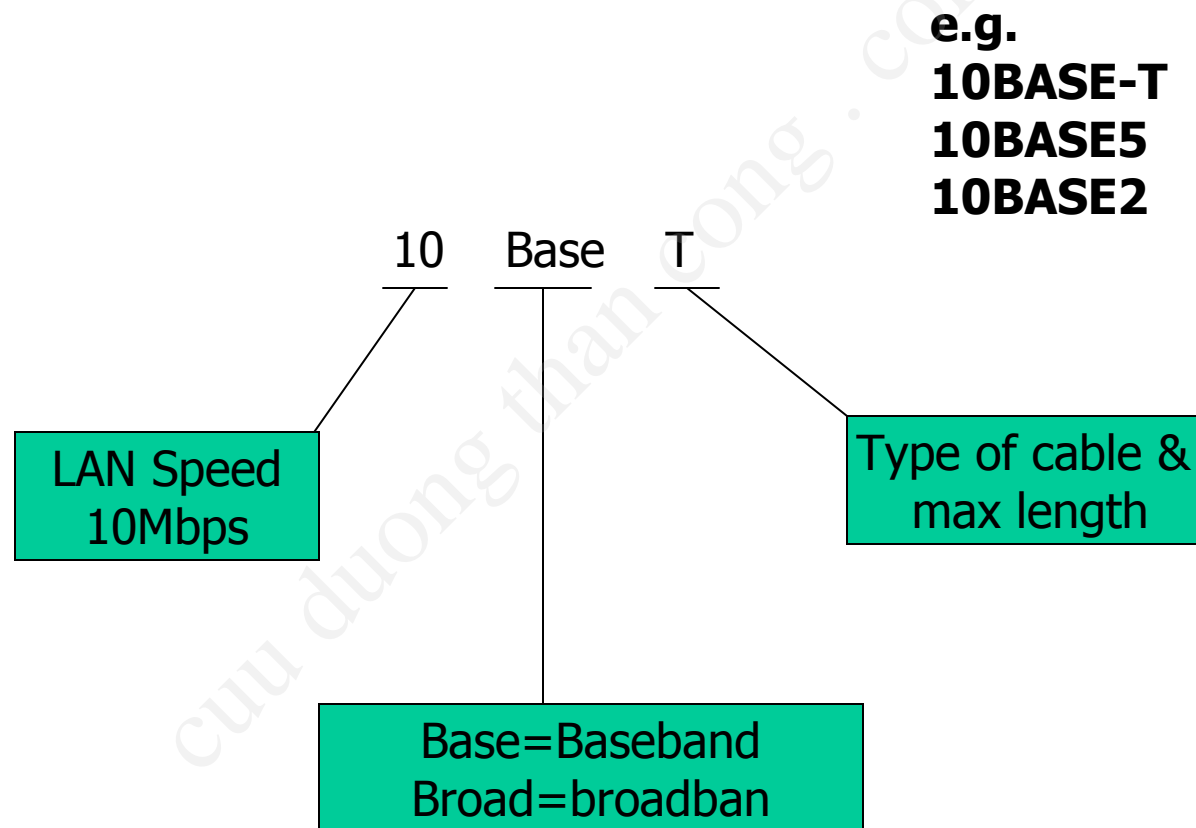 e.g.
10BASE-T
10BASE5
10BASE2
10 Base T
LAN Speed
10Mbps
Type of cable &
max length
Base=Baseband
Broad=broadban
cuu duong than cong . co